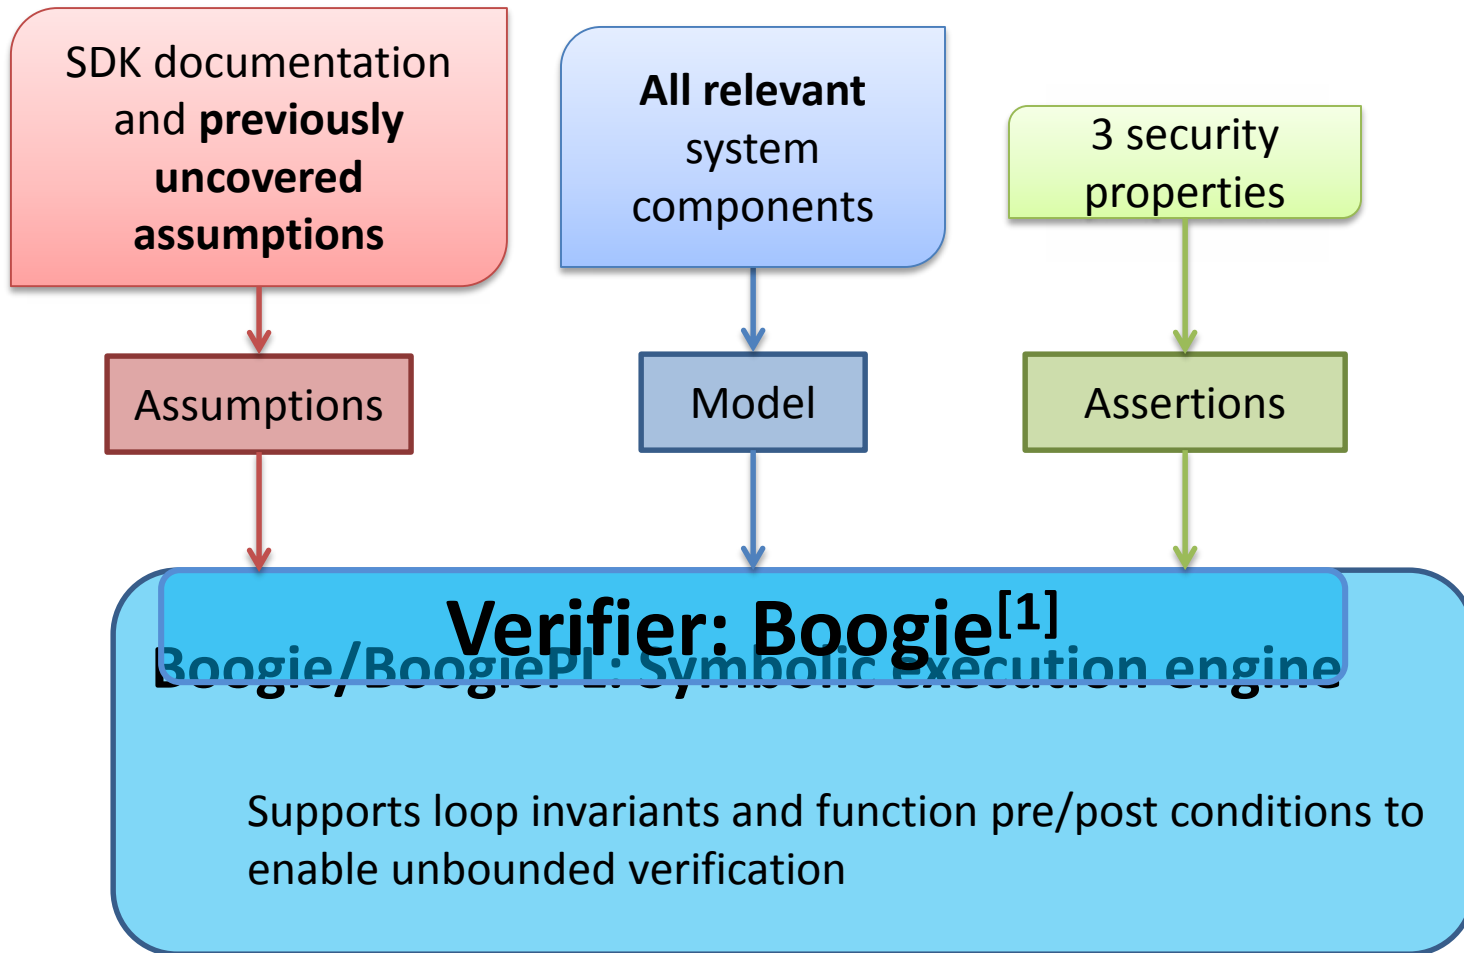 SDK documentation
and previously
uncovered
assumptions
All relevant
system
components
3 security
properties
Assumptions
Model
Assertions
Verifier: Boogie[1]
Boogie/BoogiePL: Symbolic execution engine
Supports loop invariants and function pre/post conditions to
enable unbounded verification